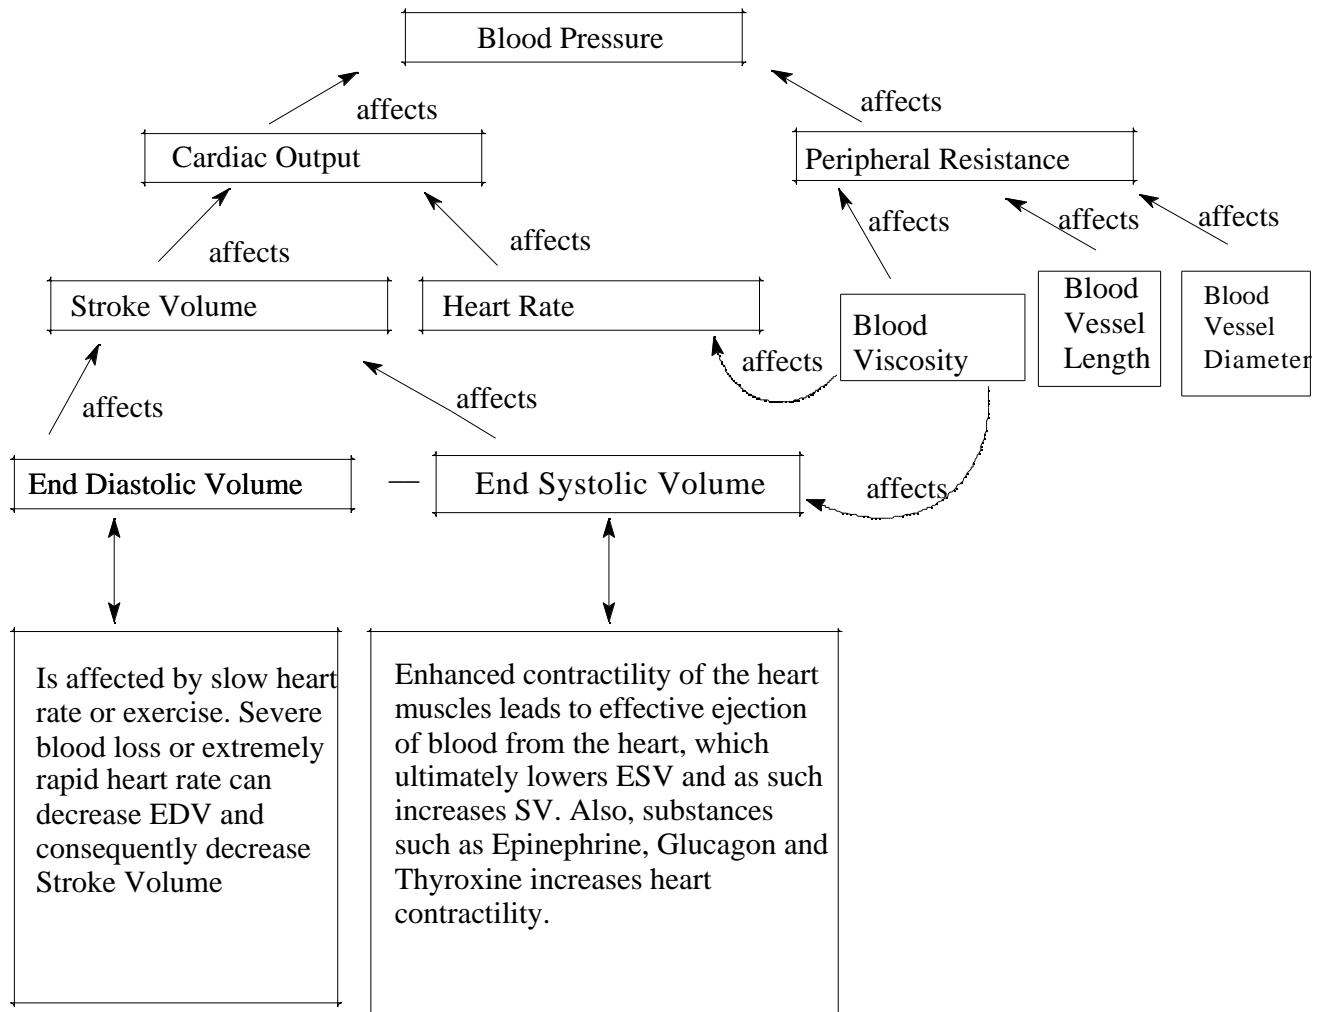 Blood Pressure
affects
affects
Cardiac Output
Peripheral Resistance
affects
affects
affects
affects
affects
Stroke Volume
Heart Rate
Blood
Viscosity
Blood
Vessel
Length
Blood
Vessel
Diameter
affects
affects
affects
End Diastolic Volume
—
End Systolic Volume
affects
Is affected by slow heart
rate or exercise. Severe
blood loss or extremely
rapid heart rate can
decrease EDV and
consequently decrease
Stroke Volume
Enhanced contractility of the heart
muscles leads to effective ejection
of blood from the heart, which
ultimately lowers ESV and as such
increases SV. Also, substances
such as Epinephrine, Glucagon and
Thyroxine increases heart
contractility.